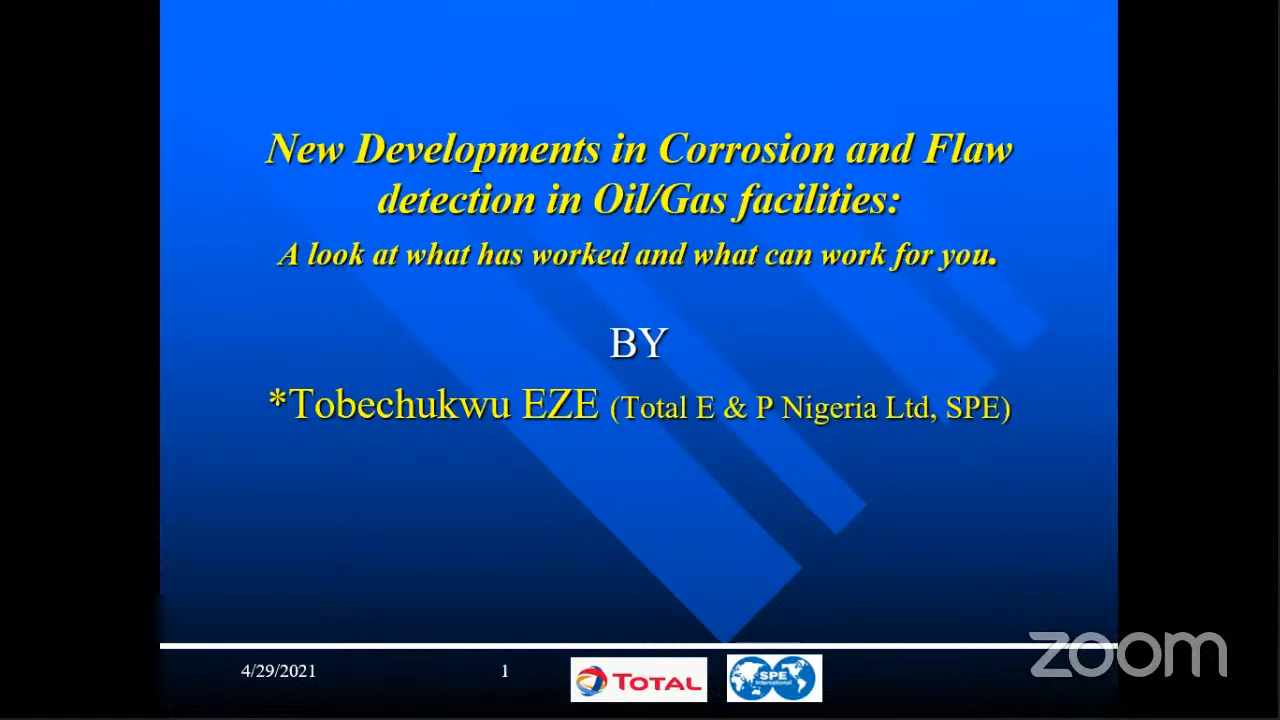 New Developments in Corrosion and Flaw
detection in Oil/Gas facilities:
A look at what has worked and what can work for you.
BY
*Tobechukwu EZE (Total E & P Nigeria Ltd, SPE)
4/29/2021
1
TOTAL
SPE
International
zoom